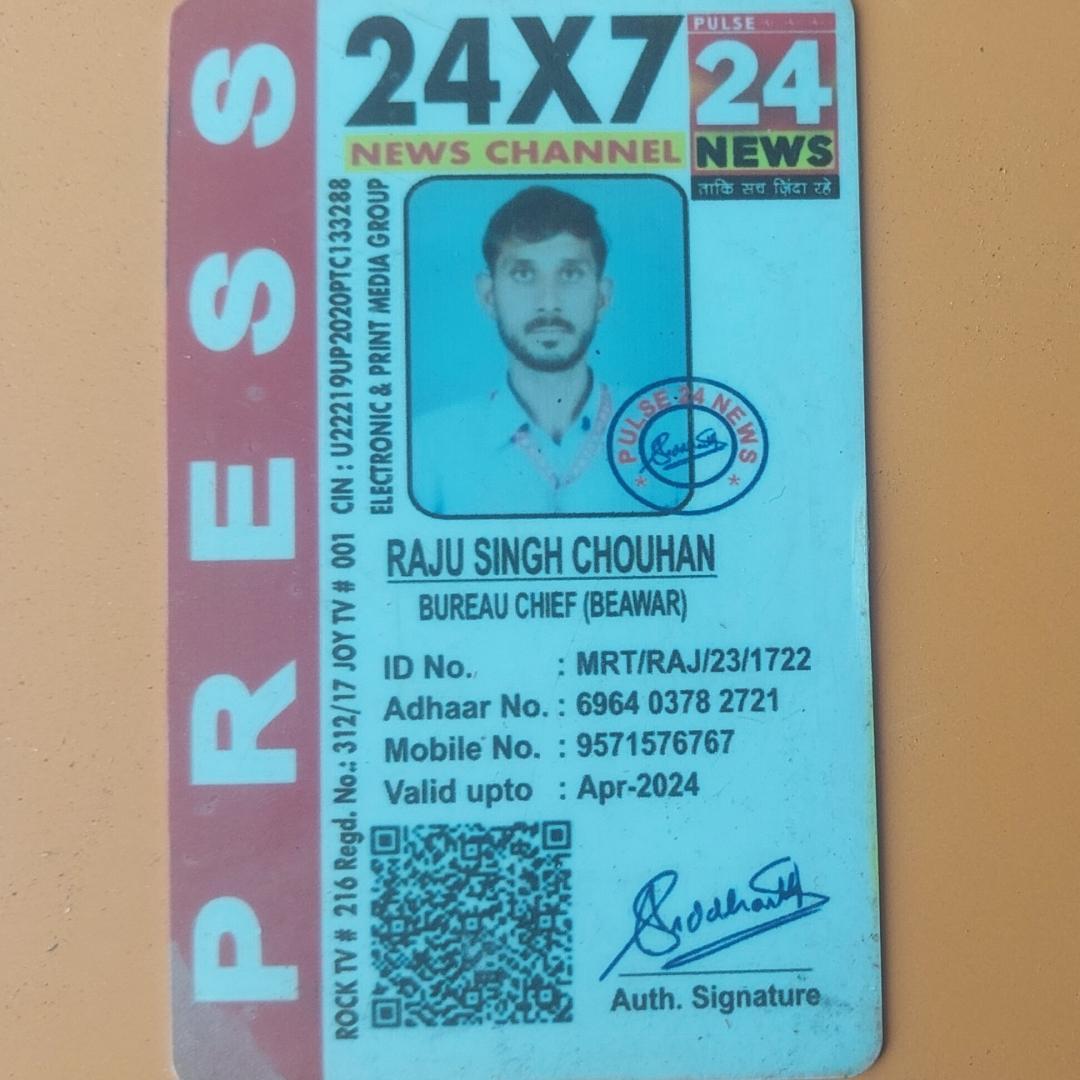 PRESS
24X7
NEWS CHANNEL
PULSE
24
NEWS
ताकि सच ज़िंदा रहे
ROCK TV # 216 Regd. No.: 312/17 JOY TV # 001 CIN : U22219UP2020PTC133288
ELECTRONIC & PRINT MEDIA GROUP
PULSE 24 NEWS
RAJU SINGH CHOUHAN
BUREAU CHIEF (BEAWAR)
ID No. : MRT/RAJ/23/1722
Adhaar No. : 6964 0378 2721
Mobile No. : 9571576767
Valid upto : Apr-2024
Siddharth
Auth. Signature